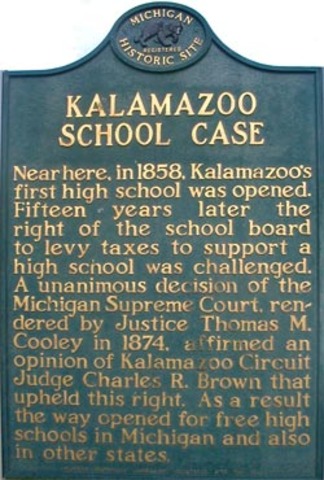 MICHIGAN
REGISTERED
HISTORIC SITE
KALAMAZOO
SCHOOL CASE
Near here, in 1858, Kalamazoo's
first high school was opened.
Fifteen years later the
right of the school board
to levy taxes to support a
high school was challenged.
A unanimous decision of the
Michigan Supreme Court, ren-
dered by Justice Thomas M.
Cooley in 1874, affirmed an
opinion of Kalamazoo Circuit
Judge Charles R. Brown that
upheld this right. As a result
the way opened for free high
schools in Michigan and also
in other states.